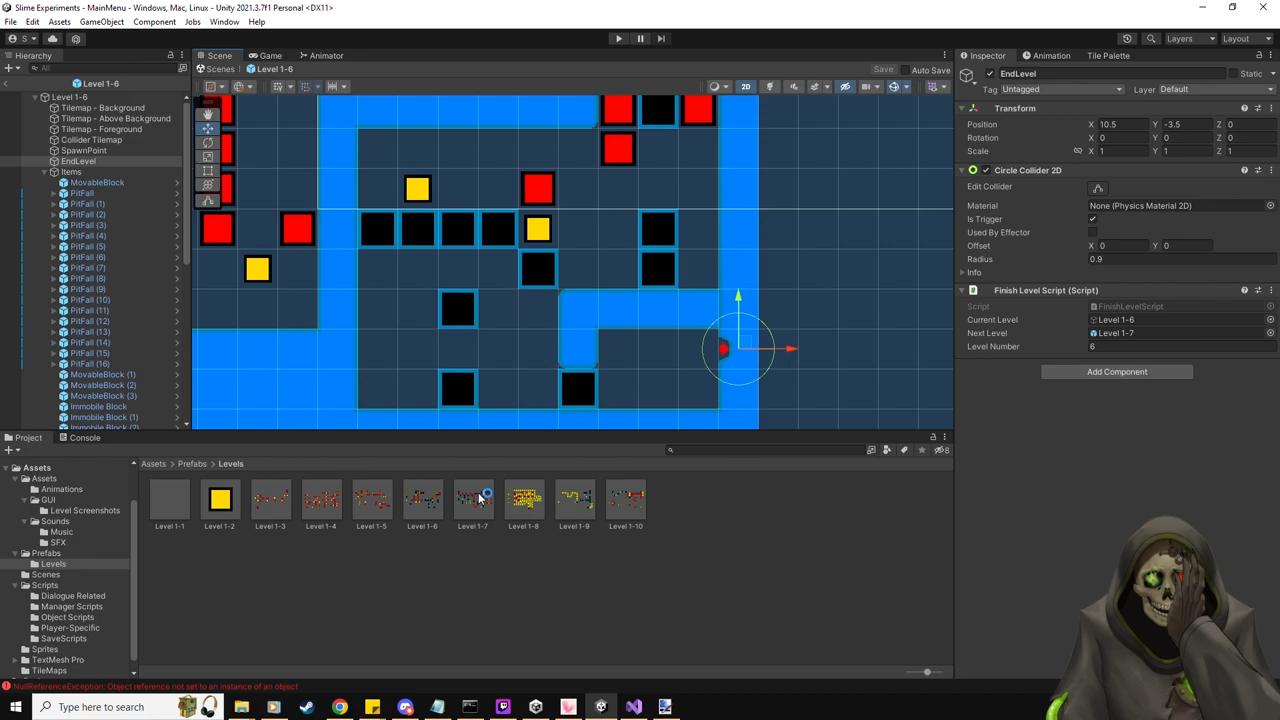 Slime Experiments - MainMenu - Windows, Mac, Linux - Unity 2021.3.7f1 Personal <DX11>
File Edit Assets GameObject Component Jobs Window Help
S Layers Layout
Hierarchy Scene Game Animator Inspector Animation Tile Palette
All Scenes Level 1-6 Save Auto Save EndLevel Static
Level 1-6 2D Tag Untagged Layer Default
Level 1-6
Tilemap - Background
Tilemap - Above Background
Tilemap - Foreground
Collider Tilemap
SpawnPoint
EndLevel
Items
MovableBlock
PitFall
PitFall (1)
PitFall (2)
PitFall (3)
PitFall (4)
PitFall (5)
PitFall (6)
PitFall (7)
PitFall (8)
PitFall (9)
PitFall (10)
PitFall (11)
PitFall (12)
PitFall (13)
PitFall (14)
PitFall (15)
PitFall (16)
MovableBlock (1)
MovableBlock (2)
MovableBlock (3)
Immobile Block
Immobile Block (1)
Immobile Block (2)
Transform
Position X 10.5 Y -3.5 Z 0
Rotation X 0 Y 0 Z 0
Scale X 1 Y 1 Z 1
Circle Collider 2D
Edit Collider
Material None (Physics Material 2D)
Is Trigger
Used By Effector
Offset X 0 Y 0
Radius 0.9
Info
Finish Level Script (Script)
Script FinishLevelScript
Current Level Level 1-6
Next Level Level 1-7
Level Number 6
Add Component
Project Console
8
Assets
Assets
Animations
GUI
Level Screenshots
Sounds
Music
SFX
Prefabs
Levels
Scenes
Scripts
Dialogue Related
Manager Scripts
Object Scripts
Player-Specific
SaveScripts
Sprites
TextMesh Pro
TileMaps
Assets > Prefabs > Levels
Level 1-1 Level 1-2 Level 1-3 Level 1-4 Level 1-5 Level 1-6 Level 1-7 Level 1-8 Level 1-9 Level 1-10
NullReferenceException: Object reference not set to an instance of an object
Type here to search